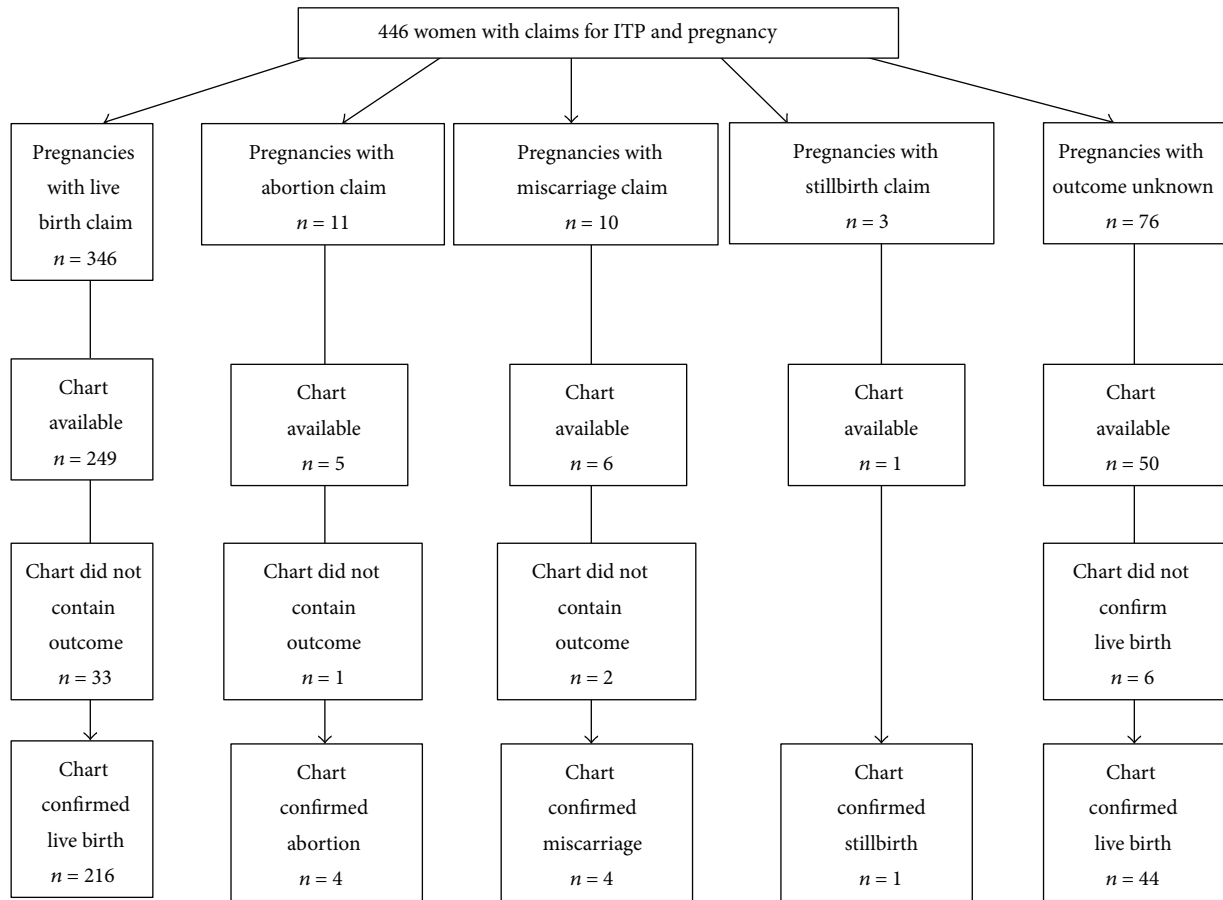 446 women with claims for ITP and pregnancy
Pregnancies
with live
birth claim
n = 346
Pregnancies with
abortion claim
n = 11
Pregnancies with
miscarriage claim
n = 10
Pregnancies with
stillbirth claim
n = 3
Pregnancies with
outcome unknown
n = 76
Chart
available
n = 249
Chart
available
n = 5
Chart
available
n = 6
Chart
available
n = 1
Chart
available
n = 50
Chart did not
contain
outcome
n = 33
Chart did not
contain
outcome
n = 1
Chart did not
contain
outcome
n = 2
Chart did not
confirm
live birth
n = 6
Chart
confirmed
live birth
n = 216
Chart
confirmed
abortion
n = 4
Chart
confirmed
miscarriage
n = 4
Chart
confirmed
stillbirth
n = 1
Chart
confirmed
live birth
n = 44